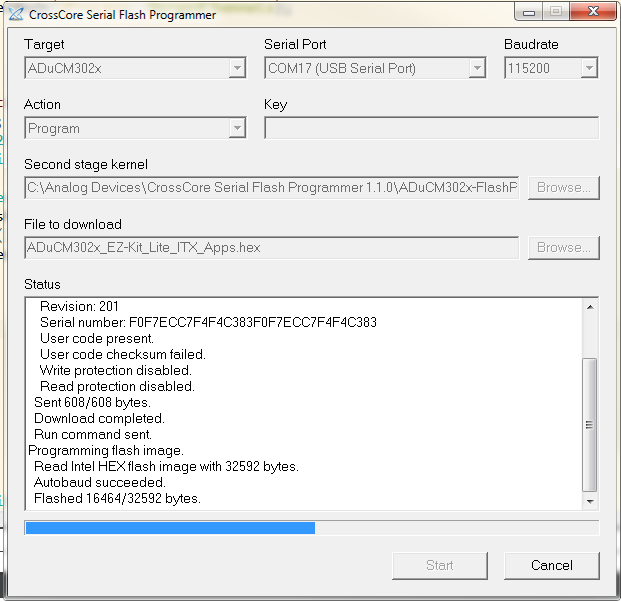 CrossCore Serial Flash Programmer
Target
Serial Port
Baudrate
ADuCM302x
COM17 (USB Serial Port)
115200
Action
Key
Program
Second stage kernel
C:\Analog Devices\CrossCore Serial Flash Programmer 1.1.0\ADuCM302x-FlashP
Browse...
File to download
ADuCM302x_EZ-Kit_Lite_ITX_Apps.hex
Browse...
Status
Revision: 201
Serial number: F0F7ECC7F4F4C383F0F7ECC7F4F4C383
User code present.
User code checksum failed.
Write protection disabled.
Read protection disabled.
Sent 608/608 bytes.
Download completed.
Run command sent.
Programming flash image.
Read Intel HEX flash image with 32592 bytes.
Autobaud succeeded.
Flashed 16464/32592 bytes.
Start
Cancel